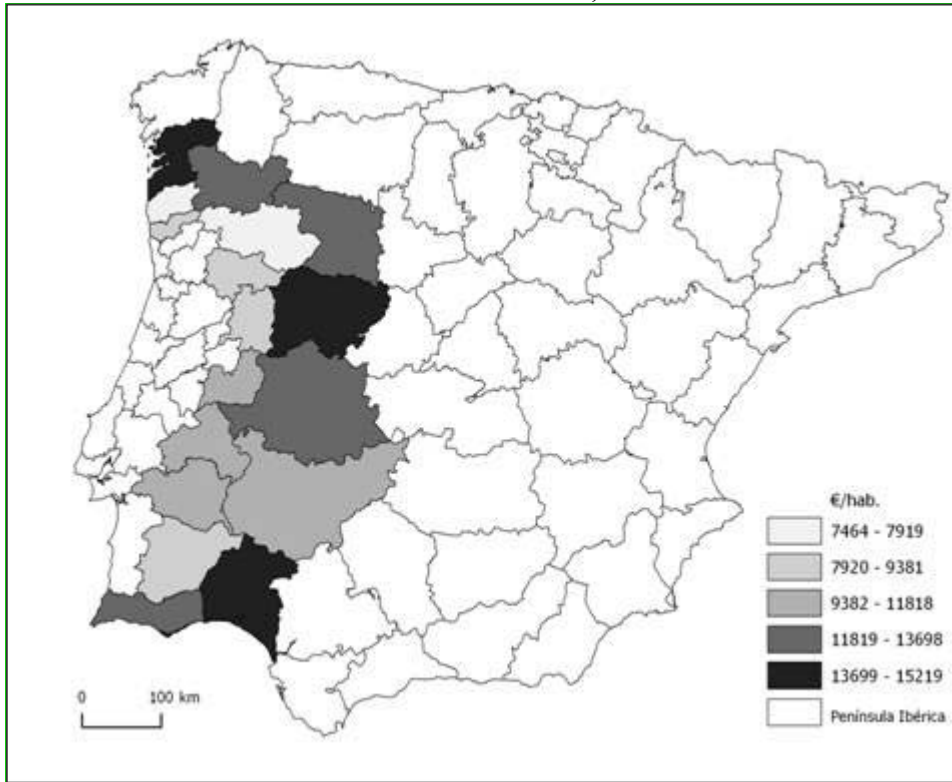 €/hab.
7464 - 7919
7920 - 9381
9382 - 11818
11819 - 13698
13699 - 15219
Península Ibérica
0 100 km